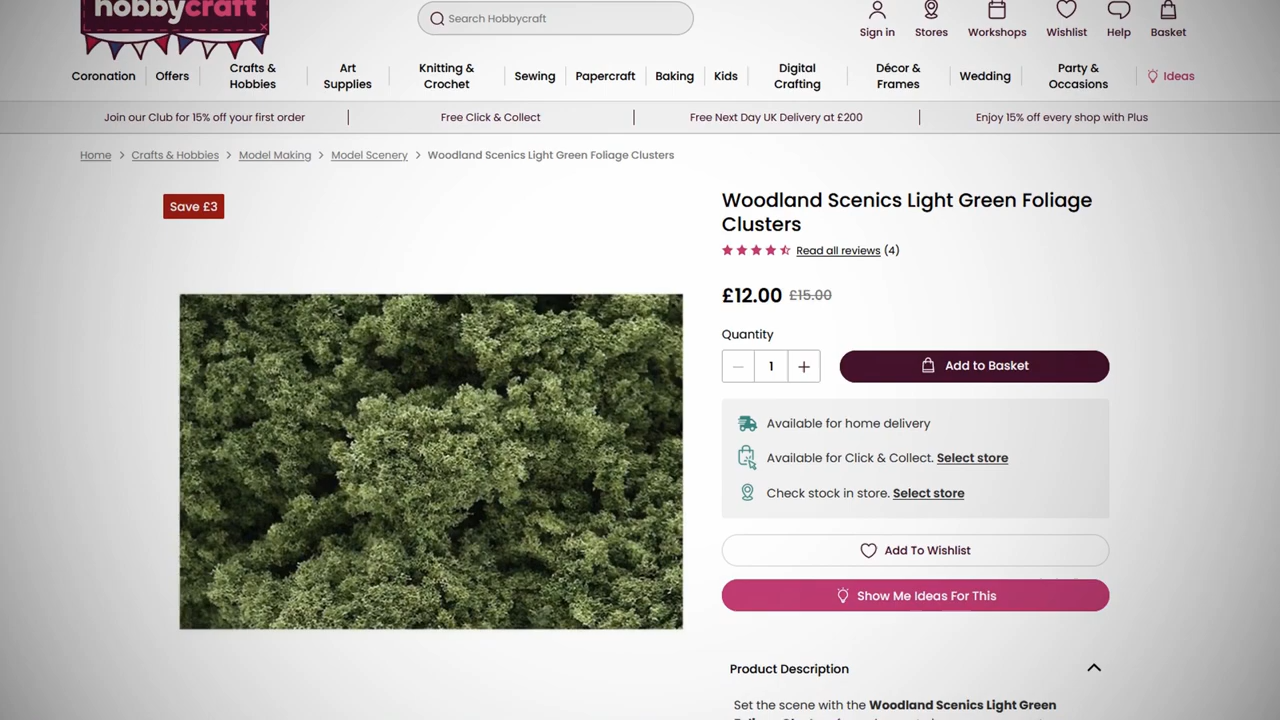 hobbycraft
Search Hobbycraft
Sign in
Stores
Workshops
Wishlist
Help
Basket
Coronation
Offers
Crafts &
Hobbies
Art
Supplies
Knitting &
Crochet
Sewing
Papercraft
Baking
Kids
Digital
Crafting
Décor &
Frames
Wedding
Party &
Occasions
Ideas
Join our Club for 15% off your first order
Free Click & Collect
Free Next Day UK Delivery at £200
Enjoy 15% off every shop with Plus
Home > Crafts & Hobbies > Model Making > Model Scenery > Woodland Scenics Light Green Foliage Clusters
Save £3
Woodland Scenics Light Green Foliage
Clusters
Read all reviews (4)
£12.00 £15.00
Quantity
1
Add to Basket
Available for home delivery
Available for Click & Collect. Select store
Check stock in store. Select store
Add To Wishlist
Show Me Ideas For This
Product Description
Set the scene with the Woodland Scenics Light Green